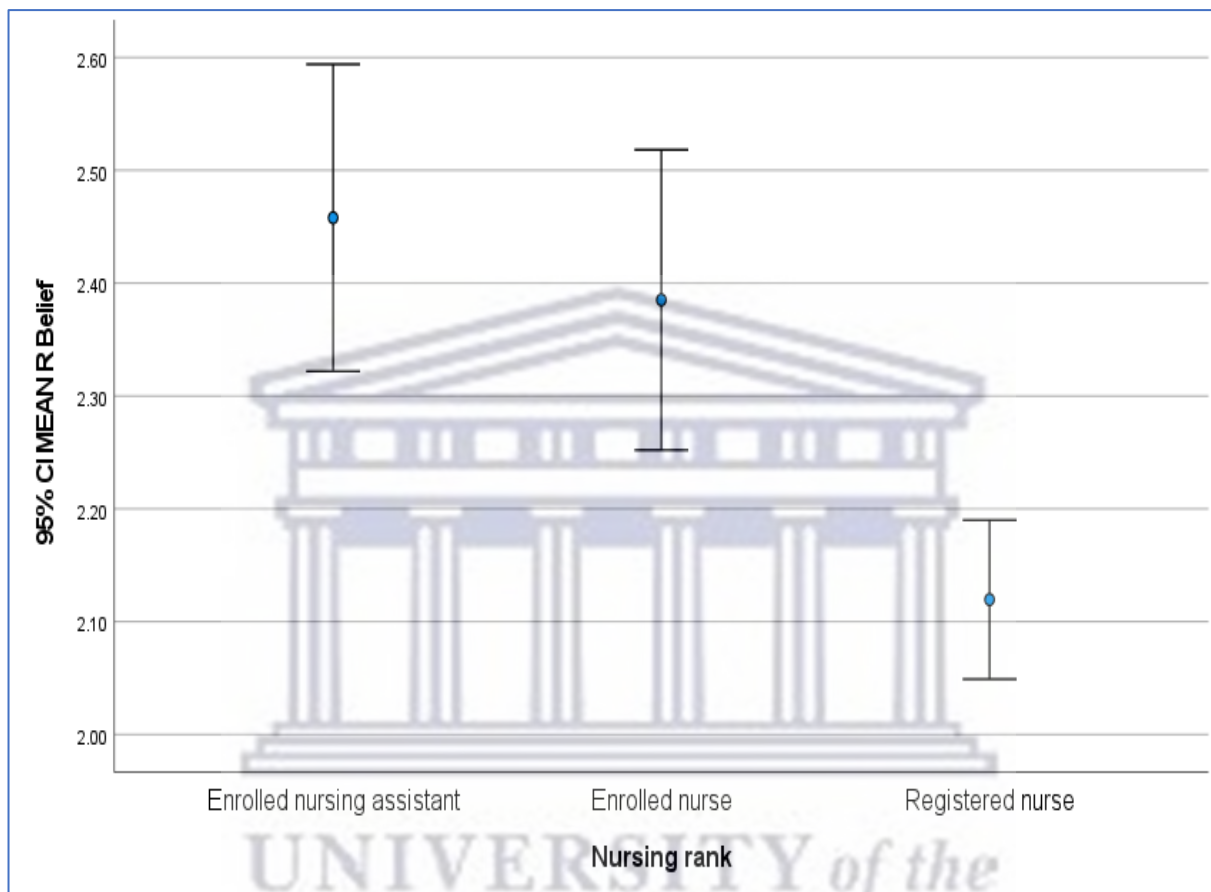 2.60
2.50
2.40
2.30
2.20
2.10
2.00
95% CI MEAN R Belief
Enrolled nursing assistant Enrolled nurse Registered nurse
Nursing rank
UNIVERSITY of the